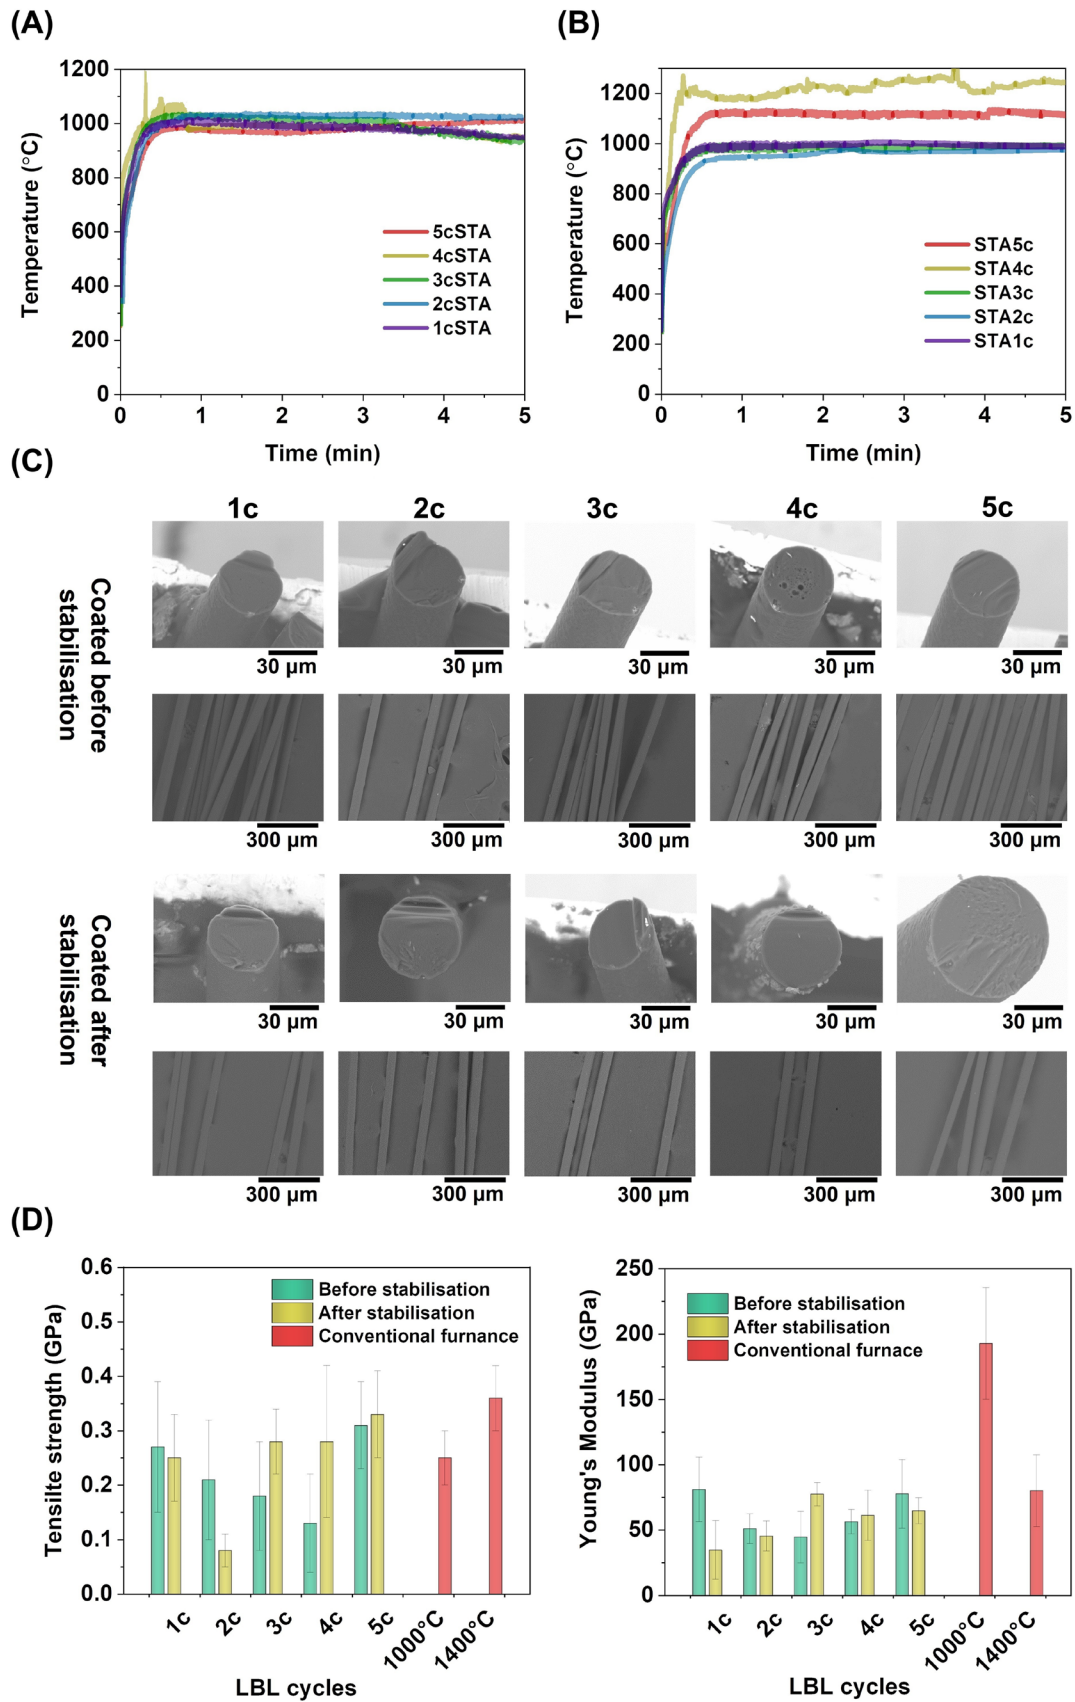 (A)
(B)
1200
1000
800
600
400
200
0
Temperature (°C)
5cSTA
4cSTA
3cSTA
2cSTA
1cSTA
0 1 2 3 4 5
Time (min)
1200
1000
800
600
400
200
0
Temperature (°C)
STA5c
STA4c
STA3c
STA2c
STA1c
0 1 2 3 4 5
Time (min)
(C)
1c 2c 3c 4c 5c
Coated before
stabilisation
30 µm 30 µm 30 µm 30 µm 30 µm
300 µm 300 µm 300 µm 300 µm 300 µm
Coated after
stabilisation
30 µm 30 µm 30 µm 30 µm 30 µm
300 µm 300 µm 300 µm 300 µm 300 µm
(D)
0.6
0.5
0.4
0.3
0.2
0.1
0.0
Tensilte strength (GPa)
Before stabilisation
After stabilisation
Conventional furnance
1c 2c 3c 4c 5c 1000°C 1400°C
LBL cycles
250
200
150
100
50
0
Young's Modulus (GPa)
Before stabilisation
After stabilisation
Conventional furnace
1c 2c 3c 4c 5c 1000°C 1400°C
LBL cycles